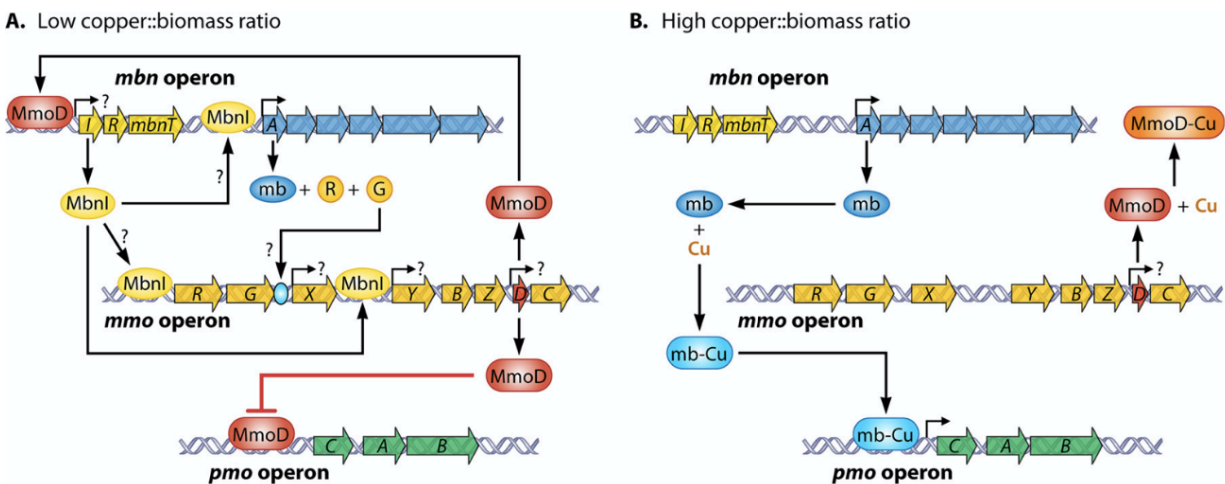 A. Low copper::biomass ratio
mbn operon
MmoD
?
I R mbnT
MbnI
A
?
MbnI
mb + R + G
MmoD
?
?
MbnI
R G X
?
MbnI
?
Y B Z D C
?
mmo operon
MmoD
MmoD
C A B
pmo operon
B. High copper::biomass ratio
mbn operon
I R mbnT
A
MmoD-Cu
mb
mb
MmoD + Cu
+
Cu
R G X Y B Z D C
?
mmo operon
mb-Cu
mb-Cu
C A B
pmo operon